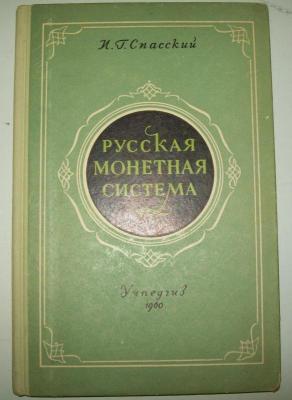 И. Г. Спасский
РУССКАЯ
МОНЕТНАЯ
СИСТЕМА
Учпедгиз
1960